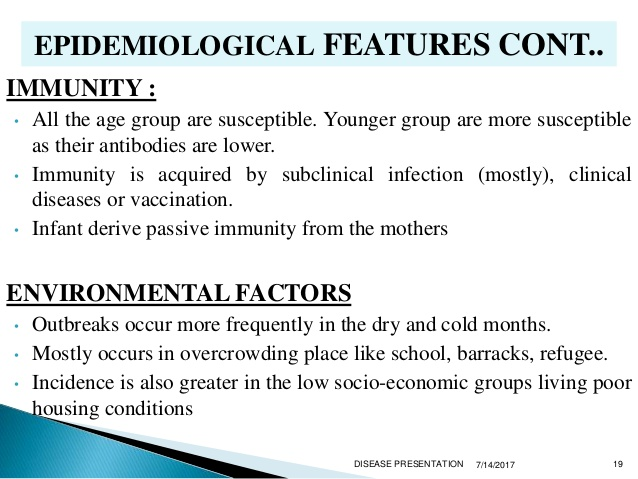 EPIDEMIOLOGICAL FEATURES CONT..
IMMUNITY :
• All the age group are susceptible. Younger group are more susceptible
as their antibodies are lower.
• Immunity is acquired by subclinical infection (mostly), clinical
diseases or vaccination.
• Infant derive passive immunity from the mothers
ENVIRONMENTAL FACTORS
• Outbreaks occur more frequently in the dry and cold months.
• Mostly occurs in overcrowding place like school, barracks, refugee.
• Incidence is also greater in the low socio-economic groups living poor
housing conditions
DISEASE PRESENTATION 7/14/2017 19